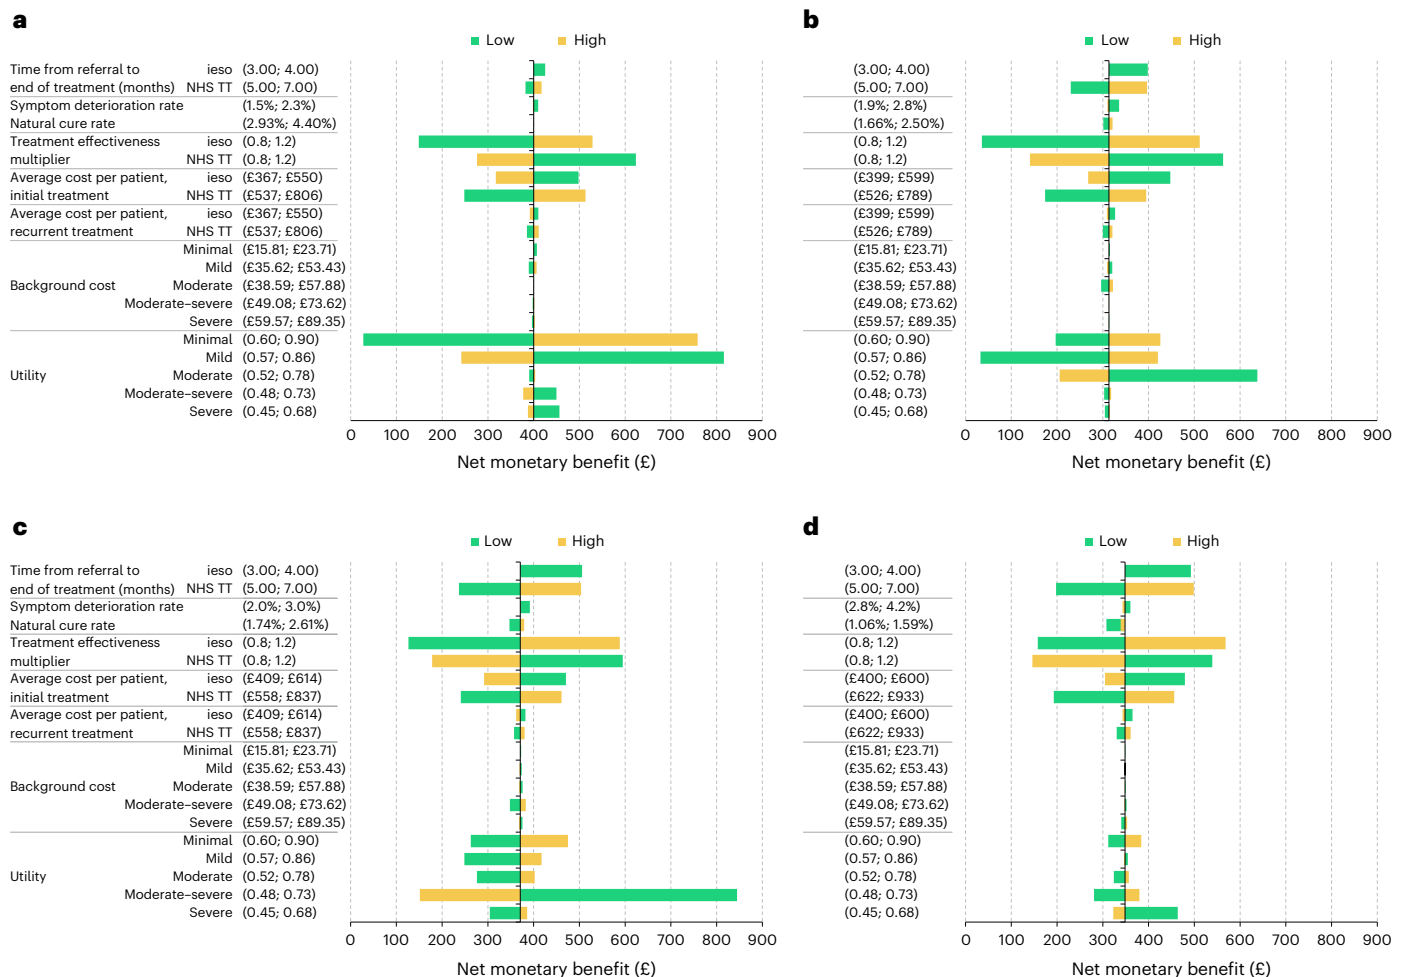 a
Low High
Time from referral to ieso (3.00; 4.00)
end of treatment (months) NHS TT (5.00; 7.00)
Symptom deterioration rate (1.5%; 2.3%)
Natural cure rate (2.93%; 4.40%)
Treatment effectiveness ieso (0.8; 1.2)
multiplier NHS TT (0.8; 1.2)
Average cost per patient, ieso (£367; £550)
initial treatment NHS TT (£537; £806)
Average cost per patient, ieso (£367; £550)
recurrent treatment NHS TT (£537; £806)
Minimal (£15.81; £23.71)
Mild (£35.62; £53.43)
Background cost Moderate (£38.59; £57.88)
Moderate–severe (£49.08; £73.62)
Severe (£59.57; £89.35)
Minimal (0.60; 0.90)
Mild (0.57; 0.86)
Utility Moderate (0.52; 0.78)
Moderate–severe (0.48; 0.73)
Severe (0.45; 0.68)
0 100 200 300 400 500 600 700 800 900
Net monetary benefit (£)
b
Low High
(3.00; 4.00)
(5.00; 7.00)
(1.9%; 2.8%)
(1.66%; 2.50%)
(0.8; 1.2)
(0.8; 1.2)
(£399; £599)
(£526; £789)
(£399; £599)
(£526; £789)
(£15.81; £23.71)
(£35.62; £53.43)
(£38.59; £57.88)
(£49.08; £73.62)
(£59.57; £89.35)
(0.60; 0.90)
(0.57; 0.86)
(0.52; 0.78)
(0.48; 0.73)
(0.45; 0.68)
0 100 200 300 400 500 600 700 800 900
Net monetary benefit (£)
c
Low High
Time from referral to ieso (3.00; 4.00)
end of treatment (months) NHS TT (5.00; 7.00)
Symptom deterioration rate (2.0%; 3.0%)
Natural cure rate (1.74%; 2.61%)
Treatment effectiveness ieso (0.8; 1.2)
multiplier NHS TT (0.8; 1.2)
Average cost per patient, ieso (£409; £614)
initial treatment NHS TT (£558; £837)
Average cost per patient, ieso (£409; £614)
recurrent treatment NHS TT (£558; £837)
Minimal (£15.81; £23.71)
Mild (£35.62; £53.43)
Background cost Moderate (£38.59; £57.88)
Moderate–severe (£49.08; £73.62)
Severe (£59.57; £89.35)
Minimal (0.60; 0.90)
Mild (0.57; 0.86)
Utility Moderate (0.52; 0.78)
Moderate–severe (0.48; 0.73)
Severe (0.45; 0.68)
0 100 200 300 400 500 600 700 800 900
Net monetary benefit (£)
d
Low High
(3.00; 4.00)
(5.00; 7.00)
(2.8%; 4.2%)
(1.06%; 1.59%)
(0.8; 1.2)
(0.8; 1.2)
(£400; £600)
(£622; £933)
(£400; £600)
(£622; £933)
(£15.81; £23.71)
(£35.62; £53.43)
(£38.59; £57.88)
(£49.08; £73.62)
(£59.57; £89.35)
(0.60; 0.90)
(0.57; 0.86)
(0.52; 0.78)
(0.48; 0.73)
(0.45; 0.68)
0 100 200 300 400 500 600 700 800 900
Net monetary benefit (£)